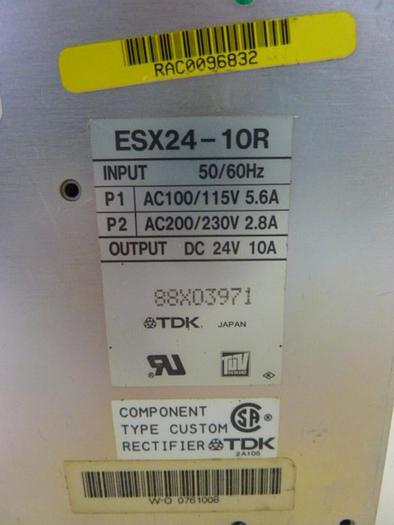 RAC0096832
ESX24-10R
INPUT 50/60Hz
P1 AC100/115V 5.6A
P2 AC200/230V 2.8A
OUTPUT DC 24V 10A
88X03971
TDK. JAPAN
COMPONENT
TYPE CUSTOM
RECTIFIER TDK
2A105
W-O 0761008